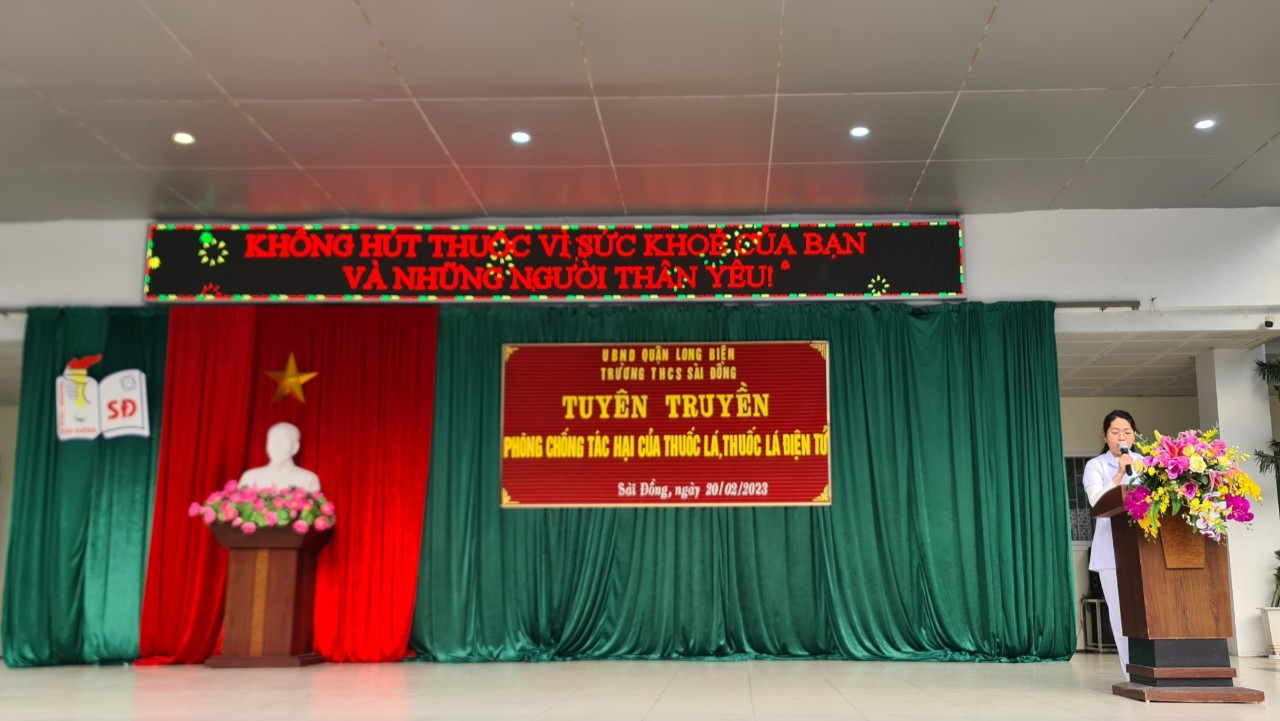 KHÔNG HÚT THUỐC VÌ SỨC KHOẺ CỦA BẠN
VÀ NHỮNG NGƯỜI THÂN YÊU!
UBND QUẬN LONG BIÊN
TRƯỜNG THCS SÀI ĐỒNG
TUYÊN TRUYỀN
PHÒNG CHỐNG TÁC HẠI CỦA THUỐC LÁ, THUỐC LÁ ĐIỆN TỬ
Sài Đồng, ngày 20/02/2023
SĐ